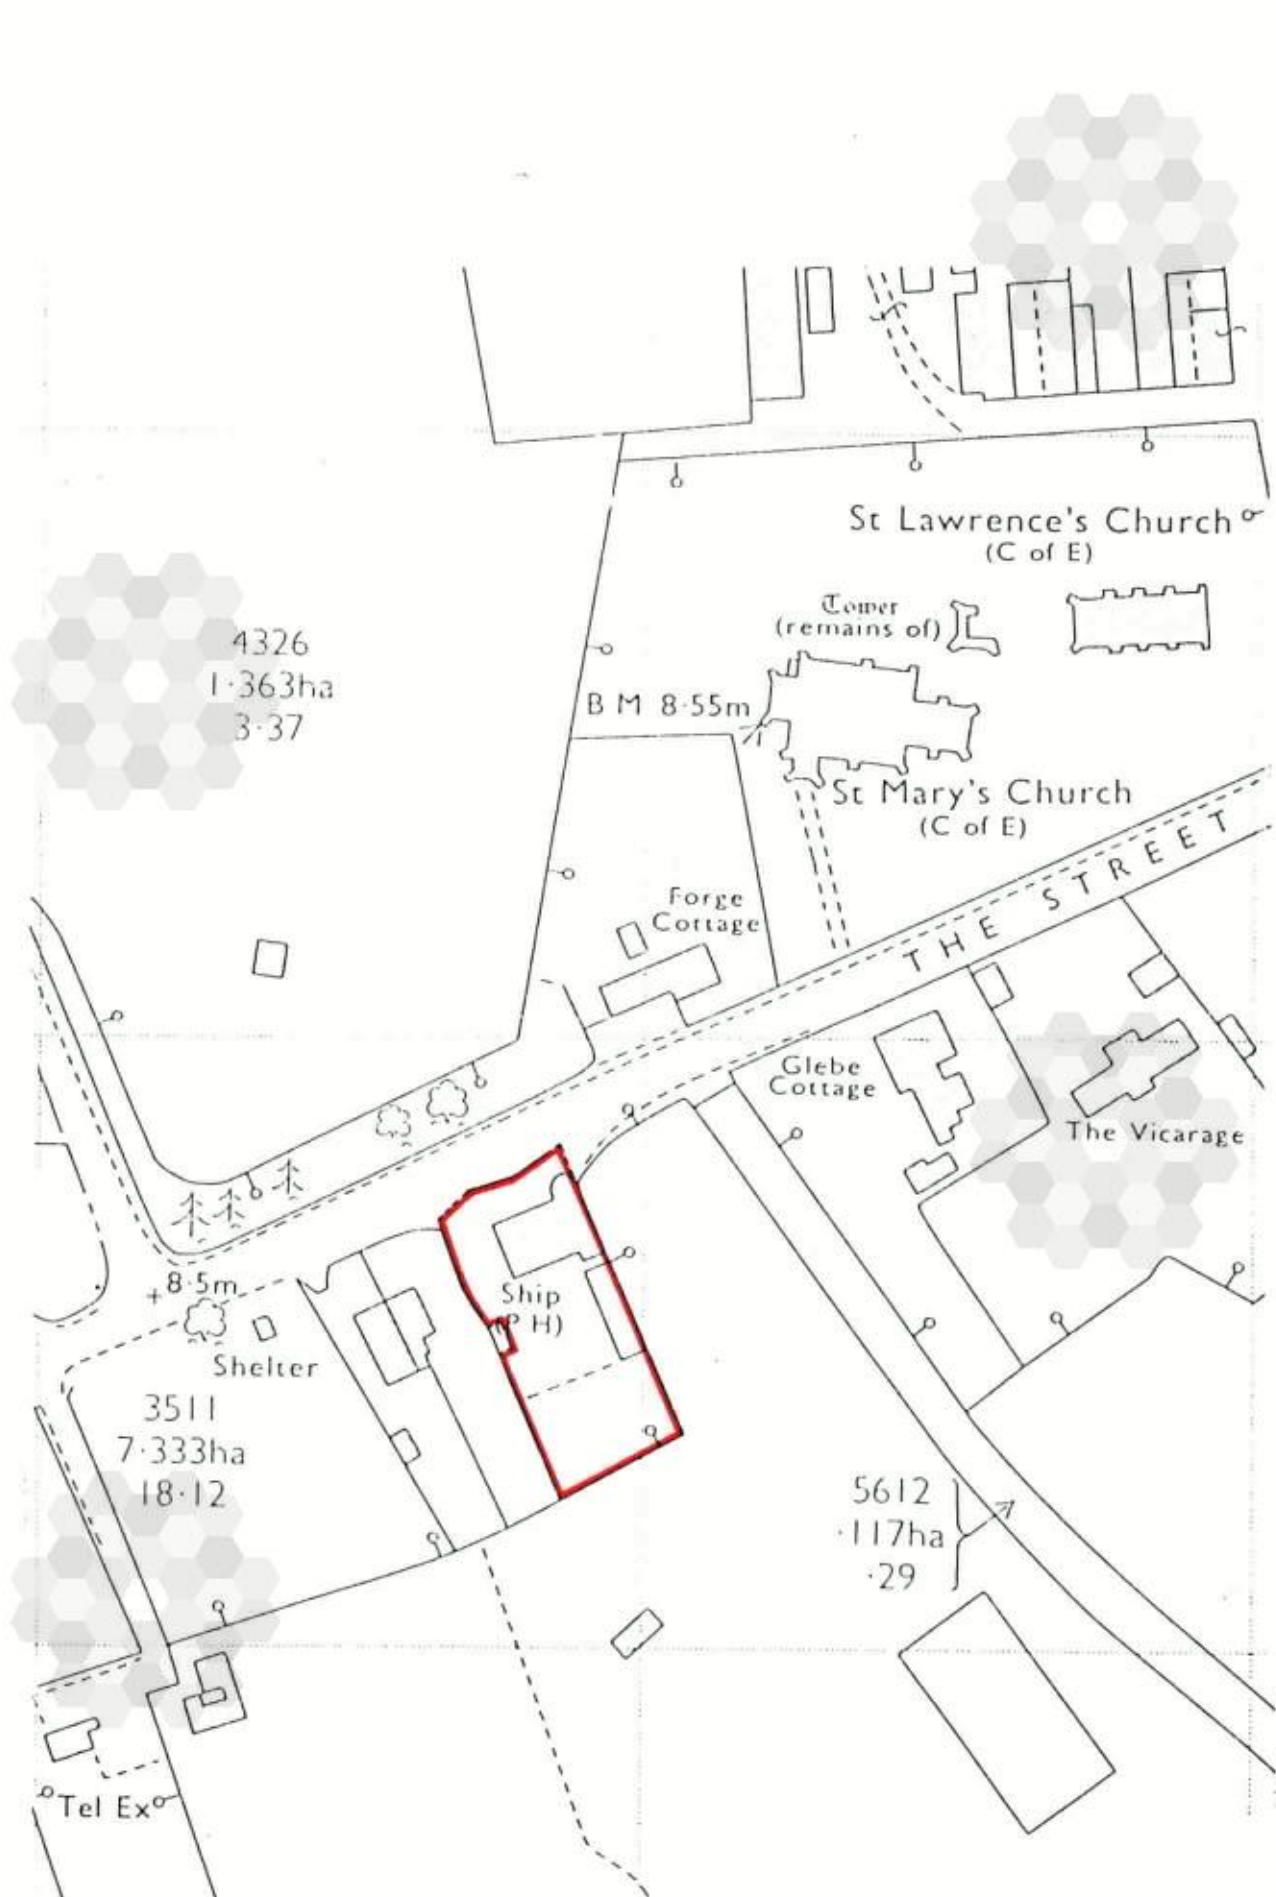 St Lawrence's Church
(C of E)
Tower
(remains of)
4326
1·363ha
3·37
B M 8·55m
St Mary's Church
(C of E)
THE STREET
Forge
Cottage
Glebe
Cottage
The Vicarage
+8·5m
Ship
(P H)
Shelter
3511
7·333ha
18·12
5612
·117ha
·29
Tel Ex